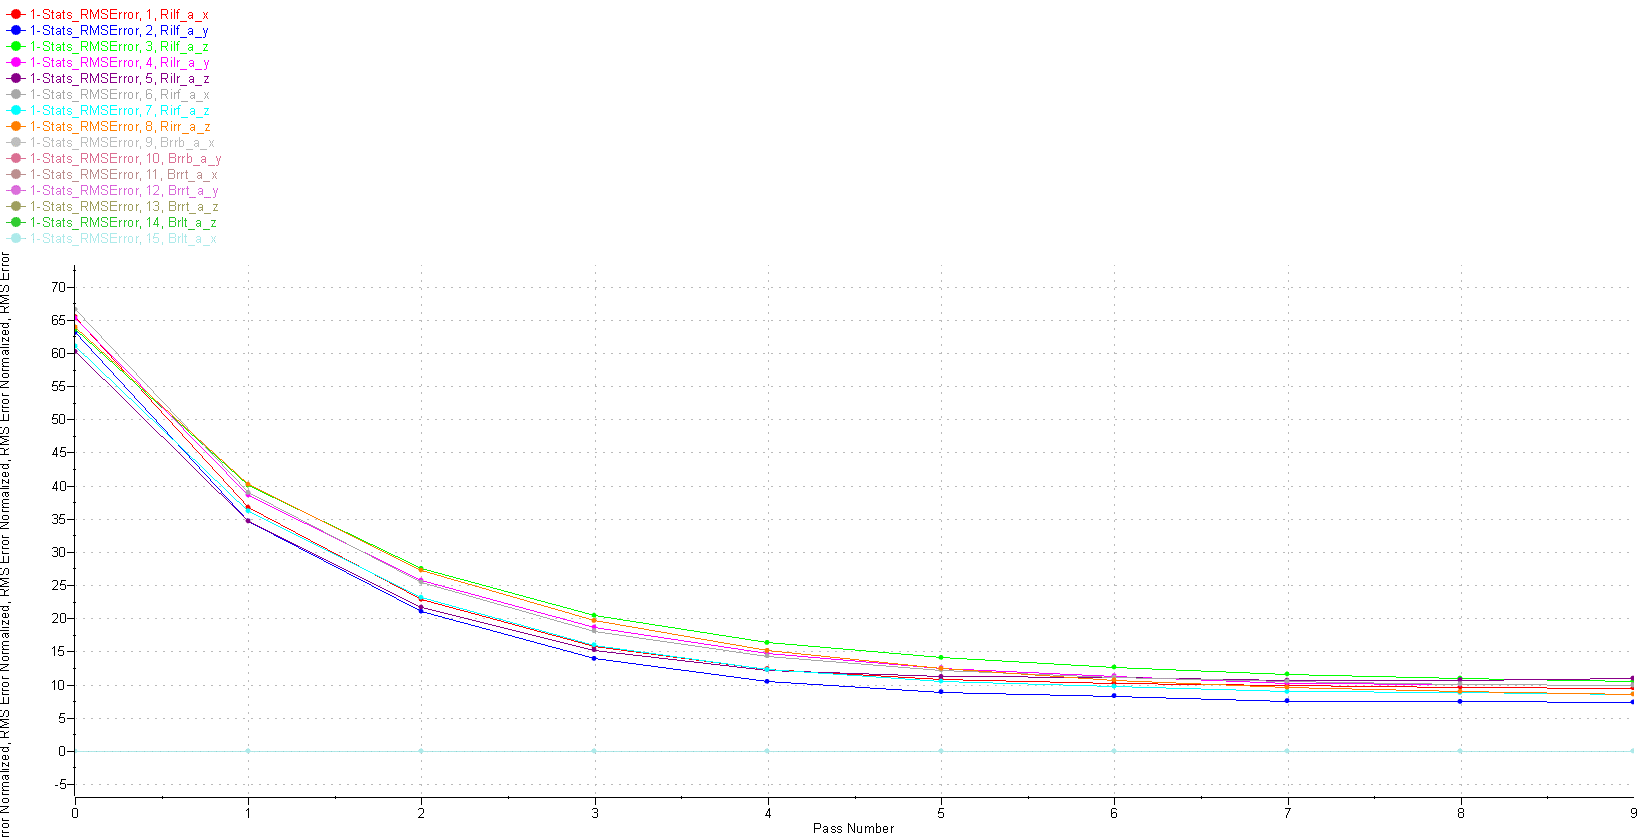 1-Stats_RMSError, 1, Rilf_a_x
1-Stats_RMSError, 2, Rilf_a_y
1-Stats_RMSError, 3, Rilf_a_z
1-Stats_RMSError, 4, Rilr_a_y
1-Stats_RMSError, 5, Rilr_a_z
1-Stats_RMSError, 6, Rirf_a_x
1-Stats_RMSError, 7, Rirf_a_z
1-Stats_RMSError, 8, Rirr_a_z
1-Stats_RMSError, 9, Brrb_a_x
1-Stats_RMSError, 10, Brrb_a_y
1-Stats_RMSError, 11, Brrt_a_x
1-Stats_RMSError, 12, Brrt_a_y
1-Stats_RMSError, 13, Brrt_a_z
1-Stats_RMSError, 14, Brlt_a_z
1-Stats_RMSError, 15, Brlt_a_x
rror Normalized, RMS Error Normalized, RMS Error Normalized, RMS Error Normalized, RMS Error
70
65
60
55
50
45
40
35
30
25
20
15
10
5
0
-5
0 1 2 3 4 5 6 7 8 9
Pass Number